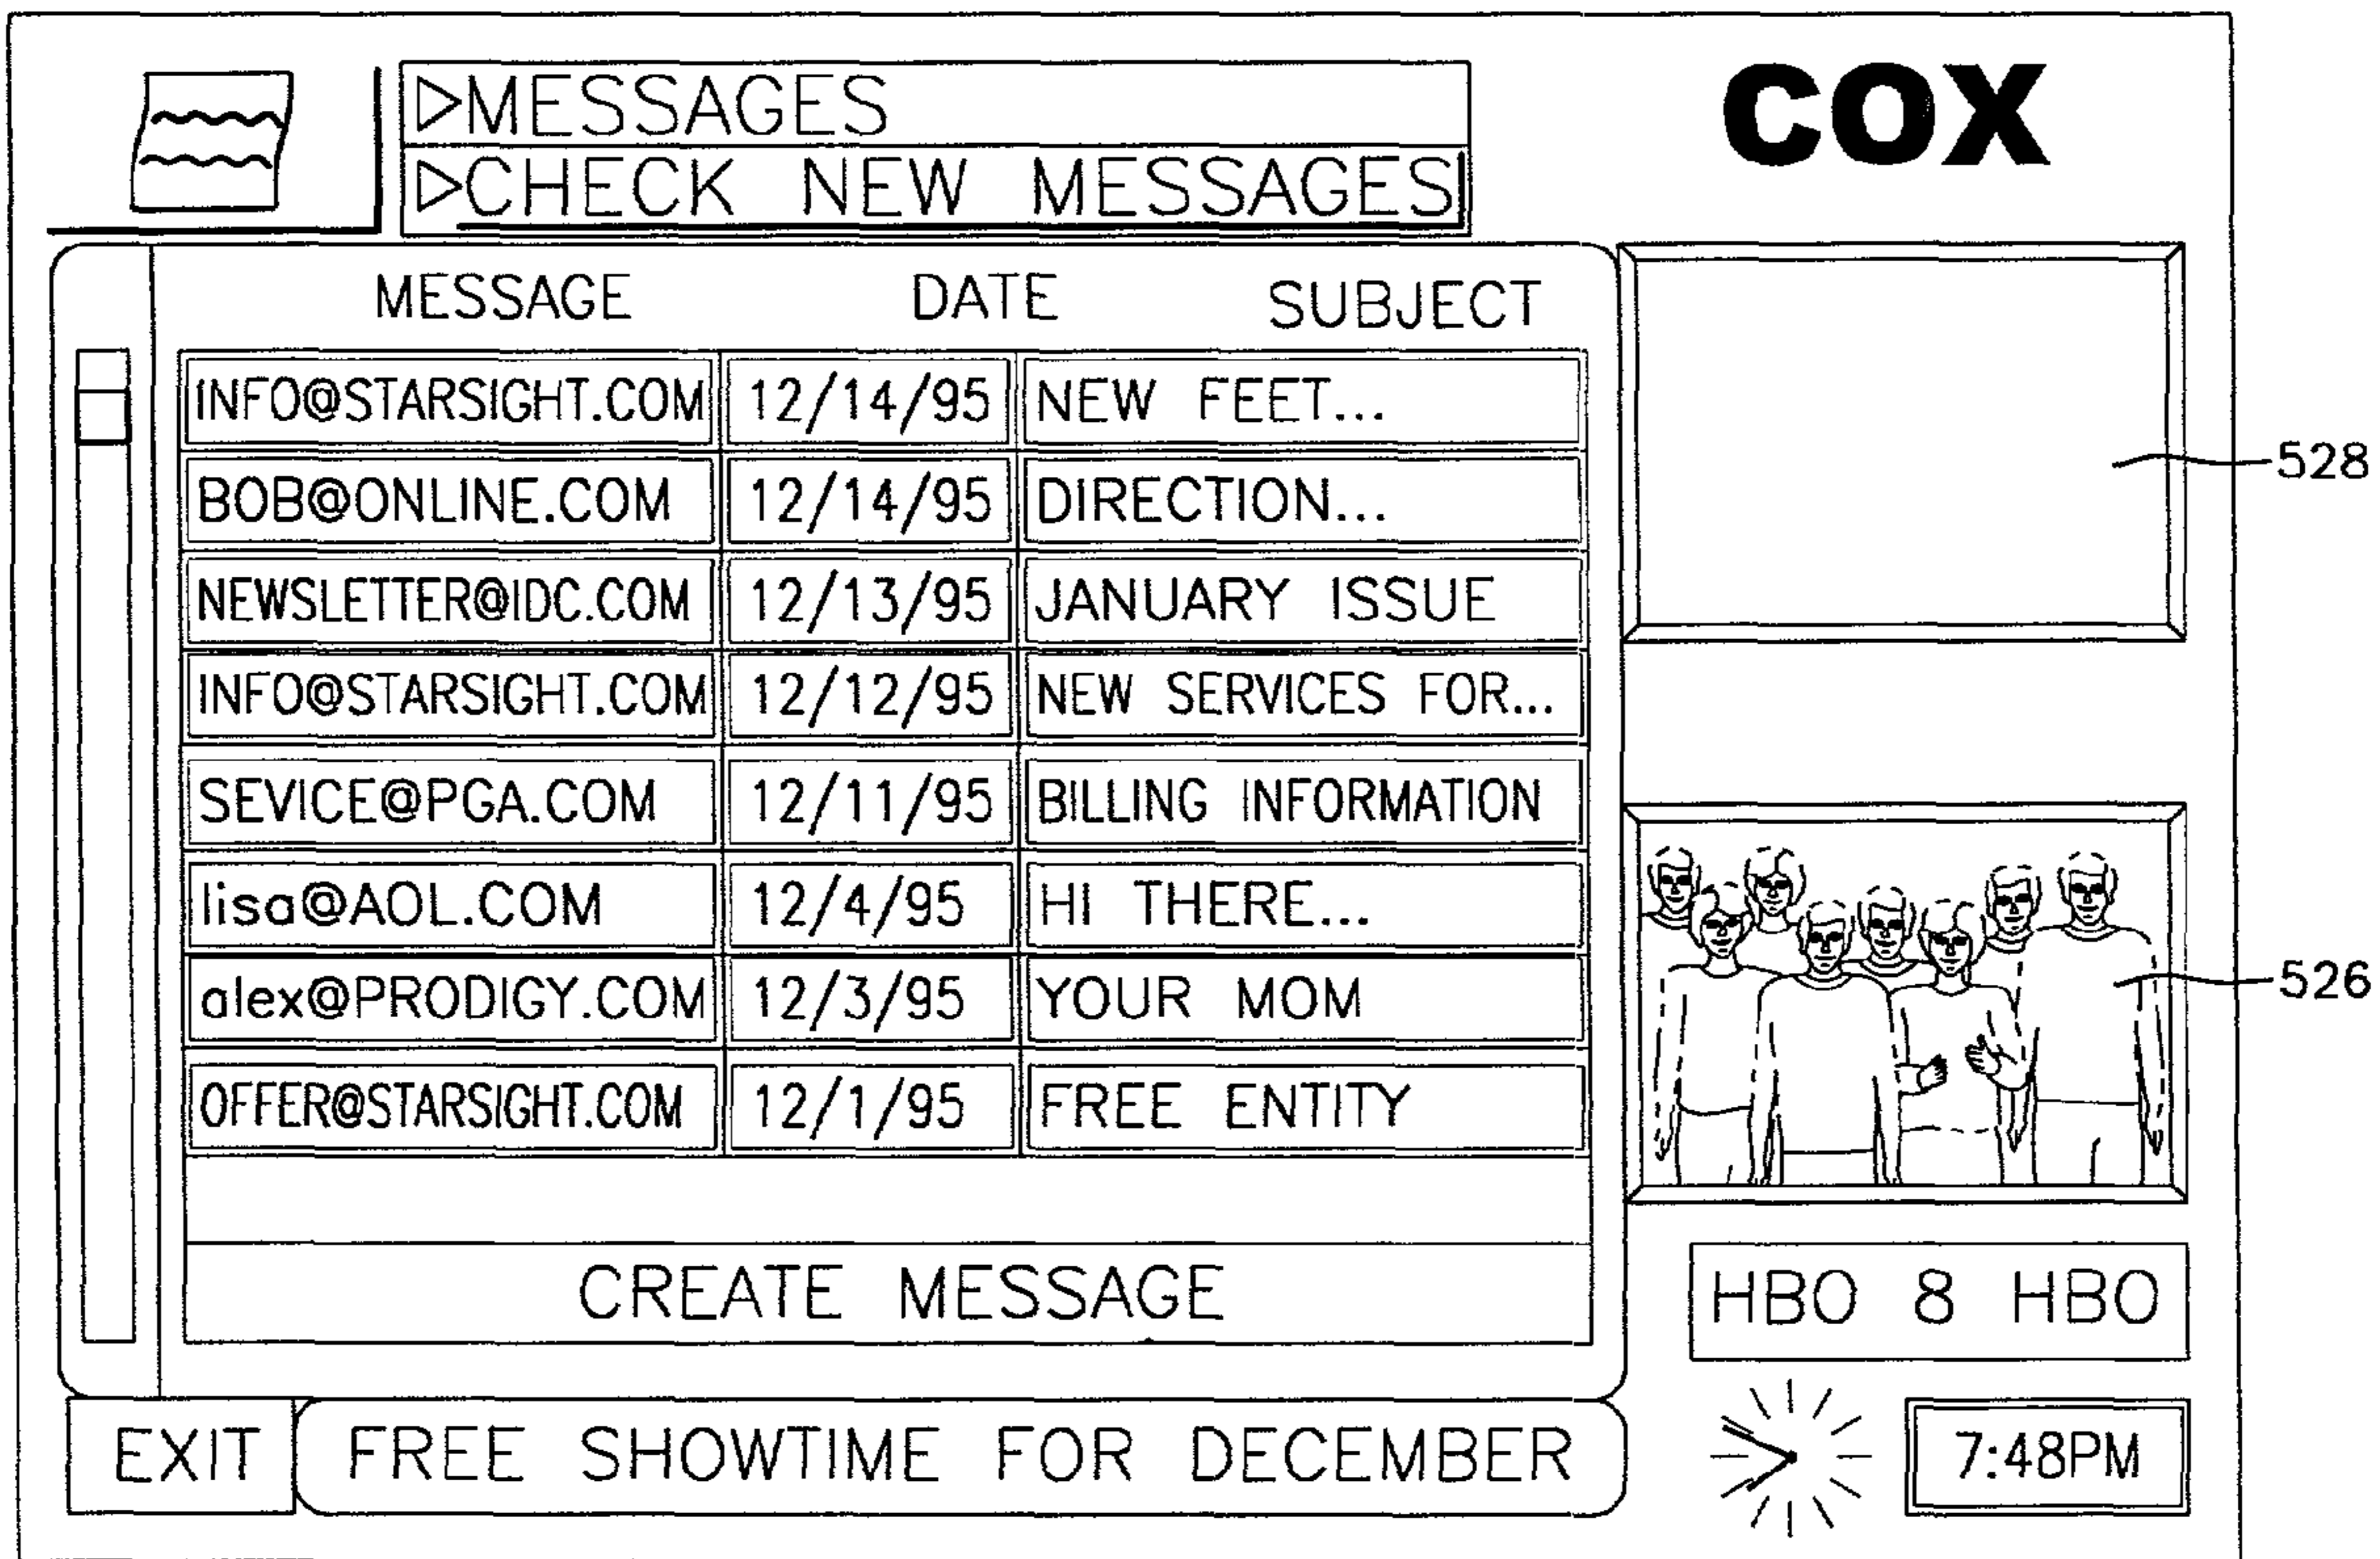 ▷MESSAGES
COX
▷CHECK NEW MESSAGES
MESSAGE DATE SUBJECT
INFO@STARSIGHT.COM 12/14/95 NEW FEET...
BOB@ONLINE.COM 12/14/95 DIRECTION...
528
NEWSLETTER@IDC.COM 12/13/95 JANUARY ISSUE
INFO@STARSIGHT.COM 12/12/95 NEW SERVICES FOR...
SEVICE@PGA.COM 12/11/95 BILLING INFORMATION
lisa@AOL.COM 12/4/95 HI THERE...
alex@PRODIGY.COM 12/3/95 YOUR MOM
526
OFFER@STARSIGHT.COM 12/1/95 FREE ENTITY
CREATE MESSAGE
HBO 8 HBO
EXIT FREE SHOWTIME FOR DECEMBER
7:48PM